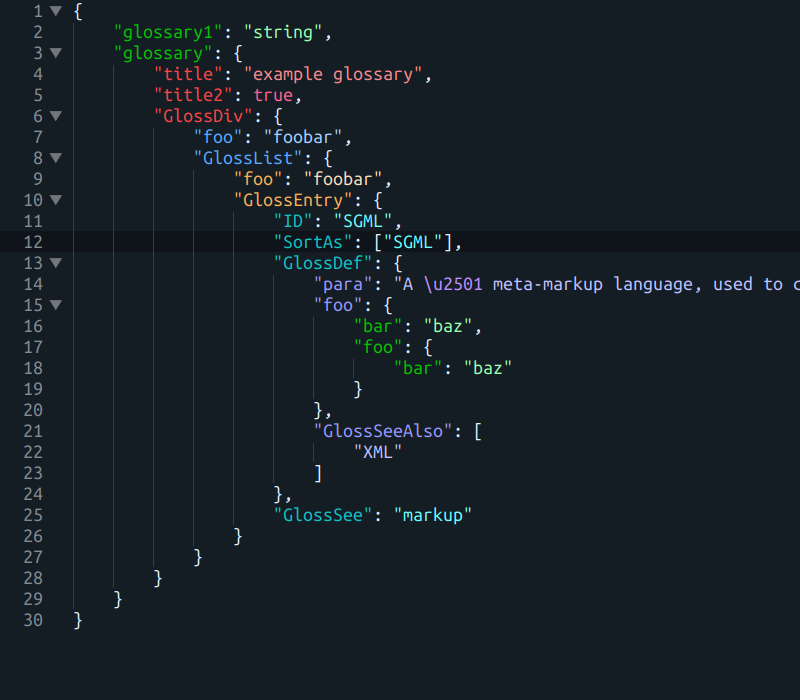 1 {
2     "glossary1": "string",
3     "glossary": {
4         "title": "example glossary",
5         "title2": true,
6         "GlossDiv": {
7             "foo": "foobar",
8             "GlossList": {
9                 "foo": "foobar",
10                 "GlossEntry": {
11                     "ID": "SGML",
12                     "SortAs": ["SGML"],
13                     "GlossDef": {
14                         "para": "A \u2501 meta-markup language, used to c
15                         "foo": {
16                             "bar": "baz",
17                             "foo": {
18                                 "bar": "baz"
19                             }
20                         },
21                         "GlossSeeAlso": [
22                             "XML"
23                         ]
24                     },
25                     "GlossSee": "markup"
26                 }
27             }
28         }
29     }
30 }